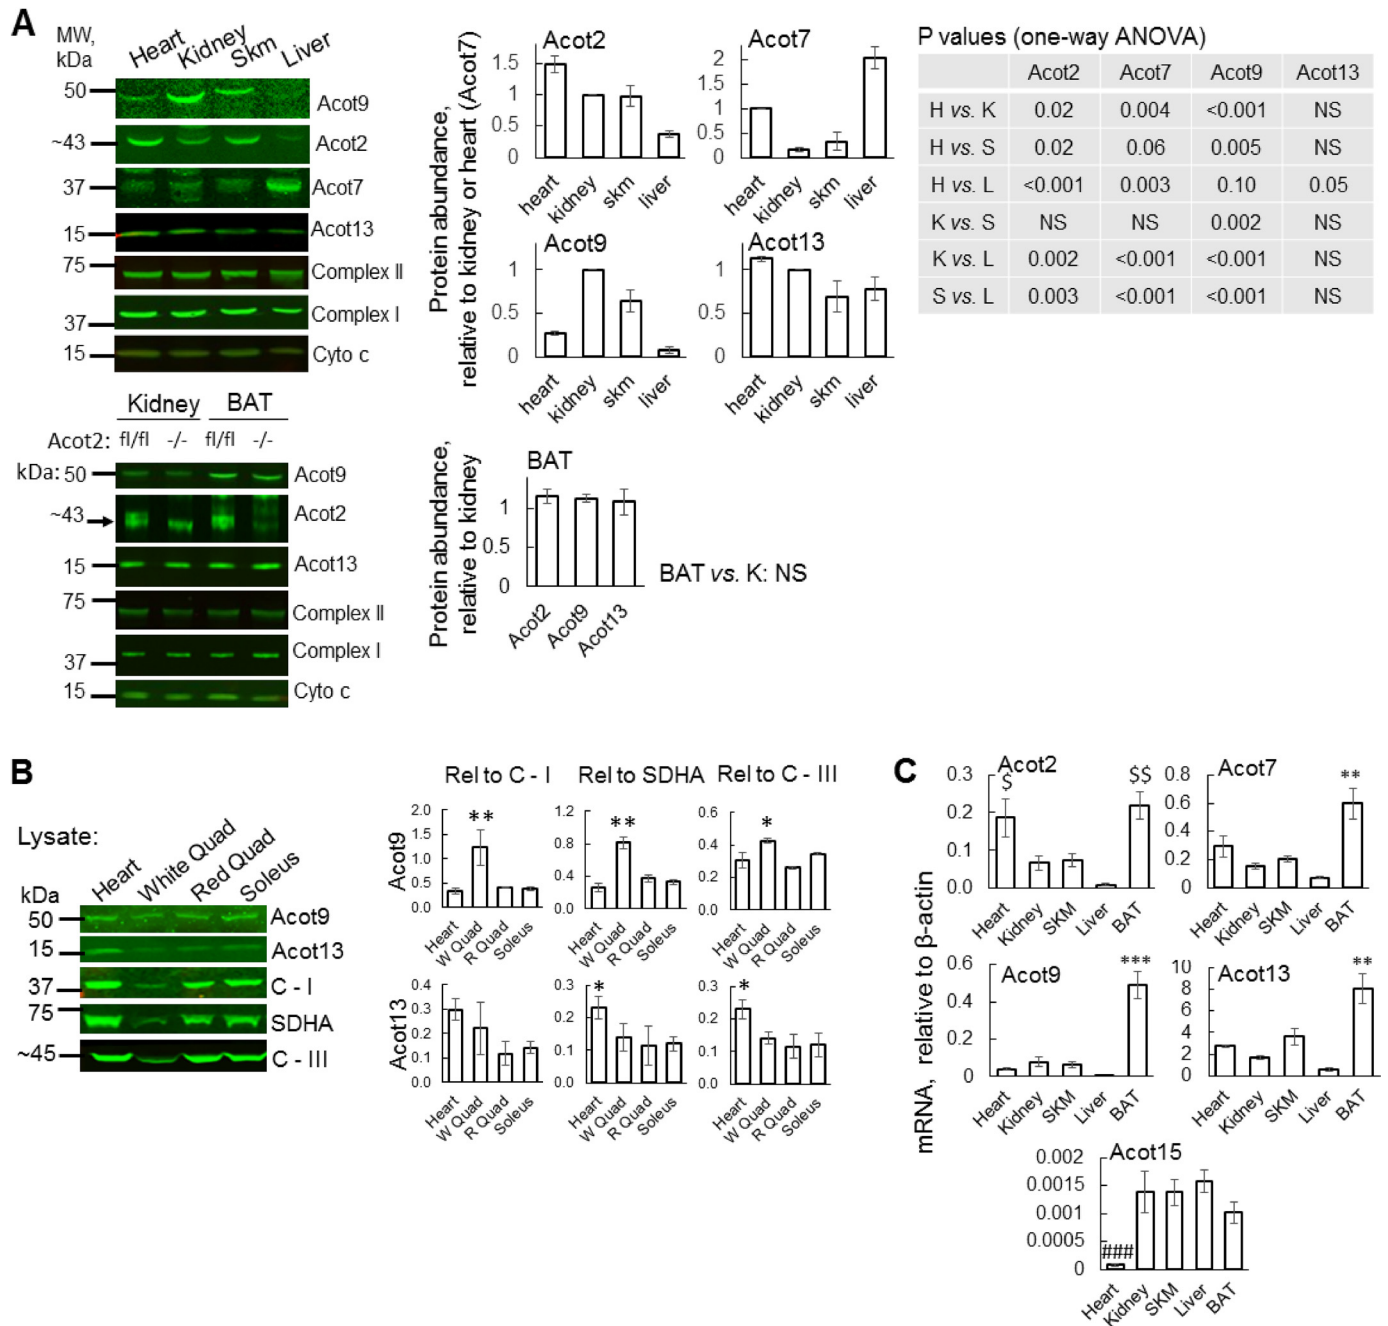 A
MW,
kDa
Heart
Kidney
Skm
Liver
50
Acot9
~43
Acot2
37
Acot7
15
Acot13
75
Complex II
37
Complex I
15
Cyto c
Kidney BAT
Acot2: fl/fl -/- fl/fl -/-
kDa: 50
Acot9
~43
Acot2
15
Acot13
75
Complex II
37
Complex I
15
Cyto c
Protein abundance,
relative to kidney or heart (Acot7)
Acot2
1.5
1
0.5
0
heart
kidney
skm
liver
Acot7
2
1
0.5
0
heart
kidney
skm
liver
Acot9
1
0.5
0
heart
kidney
skm
liver
Acot13
1
0.5
0
heart
kidney
skm
liver
Protein abundance,
relative to kidney
BAT
1
0.5
0
Acot2
Acot9
Acot13
BAT vs. K: NS
P values (one-way ANOVA)
Acot2 Acot7 Acot9 Acot13
H vs. K 0.02 0.004 <0.001 NS
H vs. S 0.02 0.06 0.005 NS
H vs. L <0.001 0.003 0.10 0.05
K vs. S NS NS 0.002 NS
K vs. L 0.002 <0.001 <0.001 NS
S vs. L 0.003 <0.001 <0.001 NS
B
Lysate:
kDa
Heart
White Quad
Red Quad
Soleus
50
Acot9
15
Acot13
37
C - I
75
SDHA
~45
C - III
Rel to C - I
Rel to SDHA
Rel to C - III
Acot9
2.0
1.5
1.0
0.5
0.0
**
Heart
W Quad
R Quad
Soleus
1.2
0.8
0.4
0.0
**
Heart
W Quad
R Quad
Soleus
0.6
0.4
0.2
0.0
*
Heart
W Quad
R Quad
Soleus
Acot13
0.4
0.3
0.2
0.1
0.0
Heart
W Quad
R Quad
Soleus
0.3
0.2
0.1
0.0
*
Heart
W Quad
R Quad
Soleus
0.3
0.2
0.1
0.0
*
Heart
W Quad
R Quad
Soleus
C
mRNA, relative to β-actin
Acot2
0.3
0.2
0.1
0.0
$
$$
Heart
Kidney
SKM
Liver
BAT
Acot7
0.8
0.6
0.4
0.2
0
**
Heart
Kidney
SKM
Liver
BAT
Acot9
0.6
0.4
0.2
0
***
Heart
Kidney
SKM
Liver
BAT
Acot13
10
8
6
4
2
0
**
Heart
Kidney
SKM
Liver
BAT
Acot15
0.002
0.0015
0.001
0.0005
0
###
Heart
Kidney
SKM
Liver
BAT